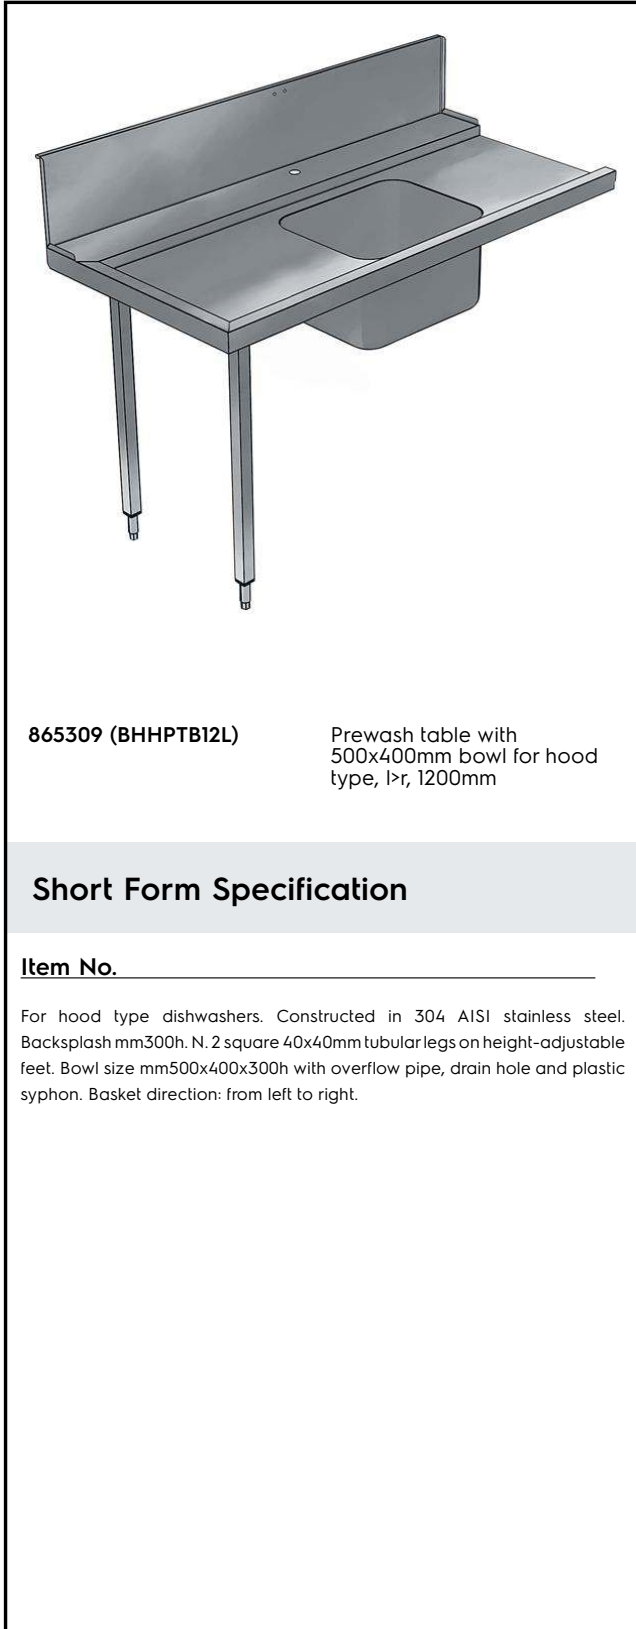 865309 (BHHPTB12L)
Prewash table with
500x400mm bowl for hood
type, l>r, 1200mm
Short Form Specification
Item No.
For hood type dishwashers. Constructed in 304 AISI stainless steel.
Backsplash mm300h. N. 2 square 40x40mm tubular legs on height-adjustable
feet. Bowl size mm500x400x300h with overflow pipe, drain hole and plastic
syphon. Basket direction: from left to right.